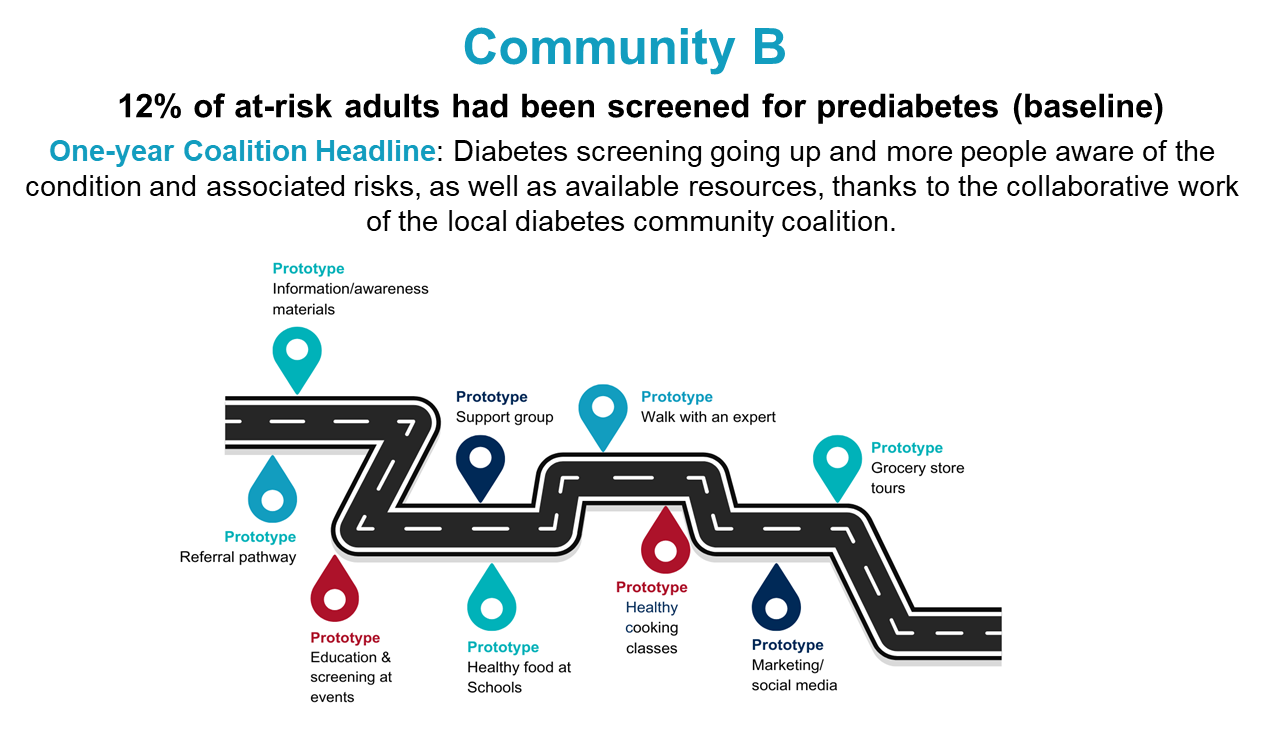 Community B
12% of at-risk adults had been screened for prediabetes (baseline)
One-year Coalition Headline: Diabetes screening going up and more people aware of the
condition and associated risks, as well as available resources, thanks to the collaborative work
of the local diabetes community coalition.
Prototype
Information/awareness
materials
Prototype
Support group
Prototype
Walk with an expert
Prototype
Grocery store
tours
Prototype
Referral pathway
Prototype
Education &
screening at
events
Prototype
Healthy food at
Schools
Prototype
Healthy
cooking
classes
Prototype
Marketing/
social media